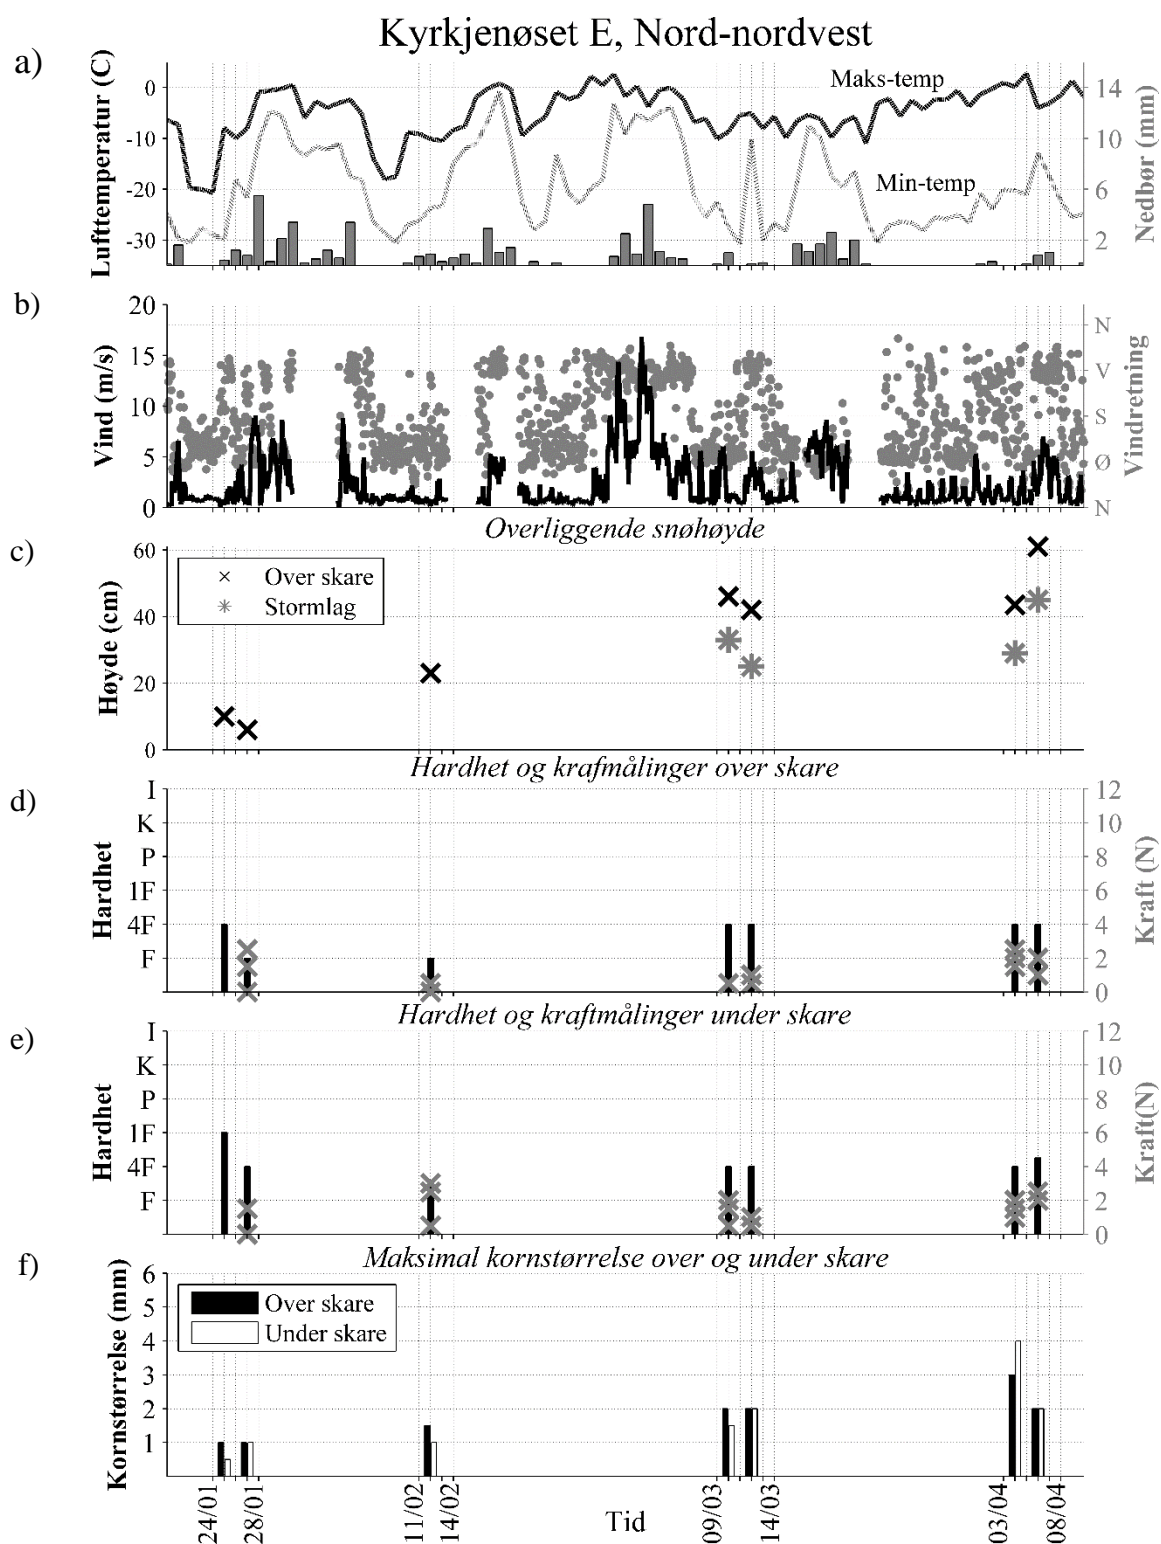 Kyrkjenøset E, Nord-nordvest
a)
Lufttemperatur (C)
0
-10
-20
-30
Maks-temp
Min-temp
14
10
6
2
Nedbør (mm)
b)
Vind (m/s)
20
15
10
5
0
N
V
S
Ø
N
Vindretning
Overliggende snøhøyde
c)
Høyde (cm)
60
40
20
0
Over skare
Stormlag
Hardhet og krafmålinger over skare
d)
Hardhet
I
K
P
1F
4F
F
12
10
8
6
4
2
0
Kraft (N)
Hardhet og kraftmålinger under skare
e)
Hardhet
I
K
P
1F
4F
F
12
10
8
6
4
2
0
Kraft(N)
Maksimal kornstørrelse over og under skare
f)
Kornstørrelse (mm)
6
5
4
3
2
1
Over skare
Under skare
24/01
28/01
11/02
14/02
09/03
14/03
03/04
08/04
Tid